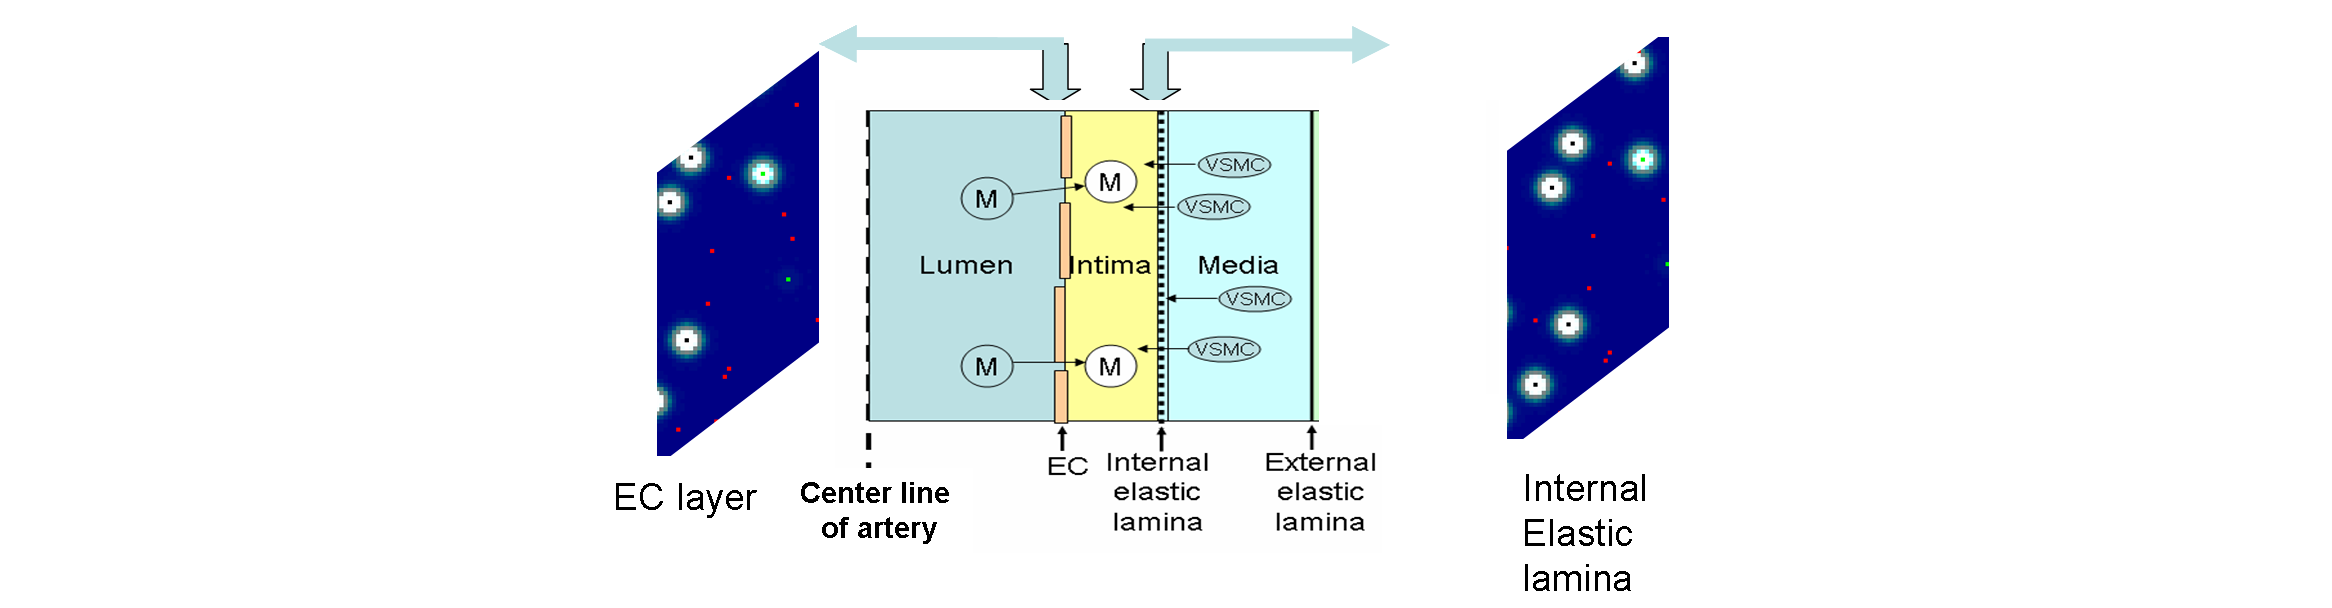 VSMC
M
M
VSMC
Lumen
Intima
Media
VSMC
VSMC
M
M
EC
Internal
elastic
lamina
External
elastic
lamina
EC layer
Center line
of artery
Internal
Elastic
lamina